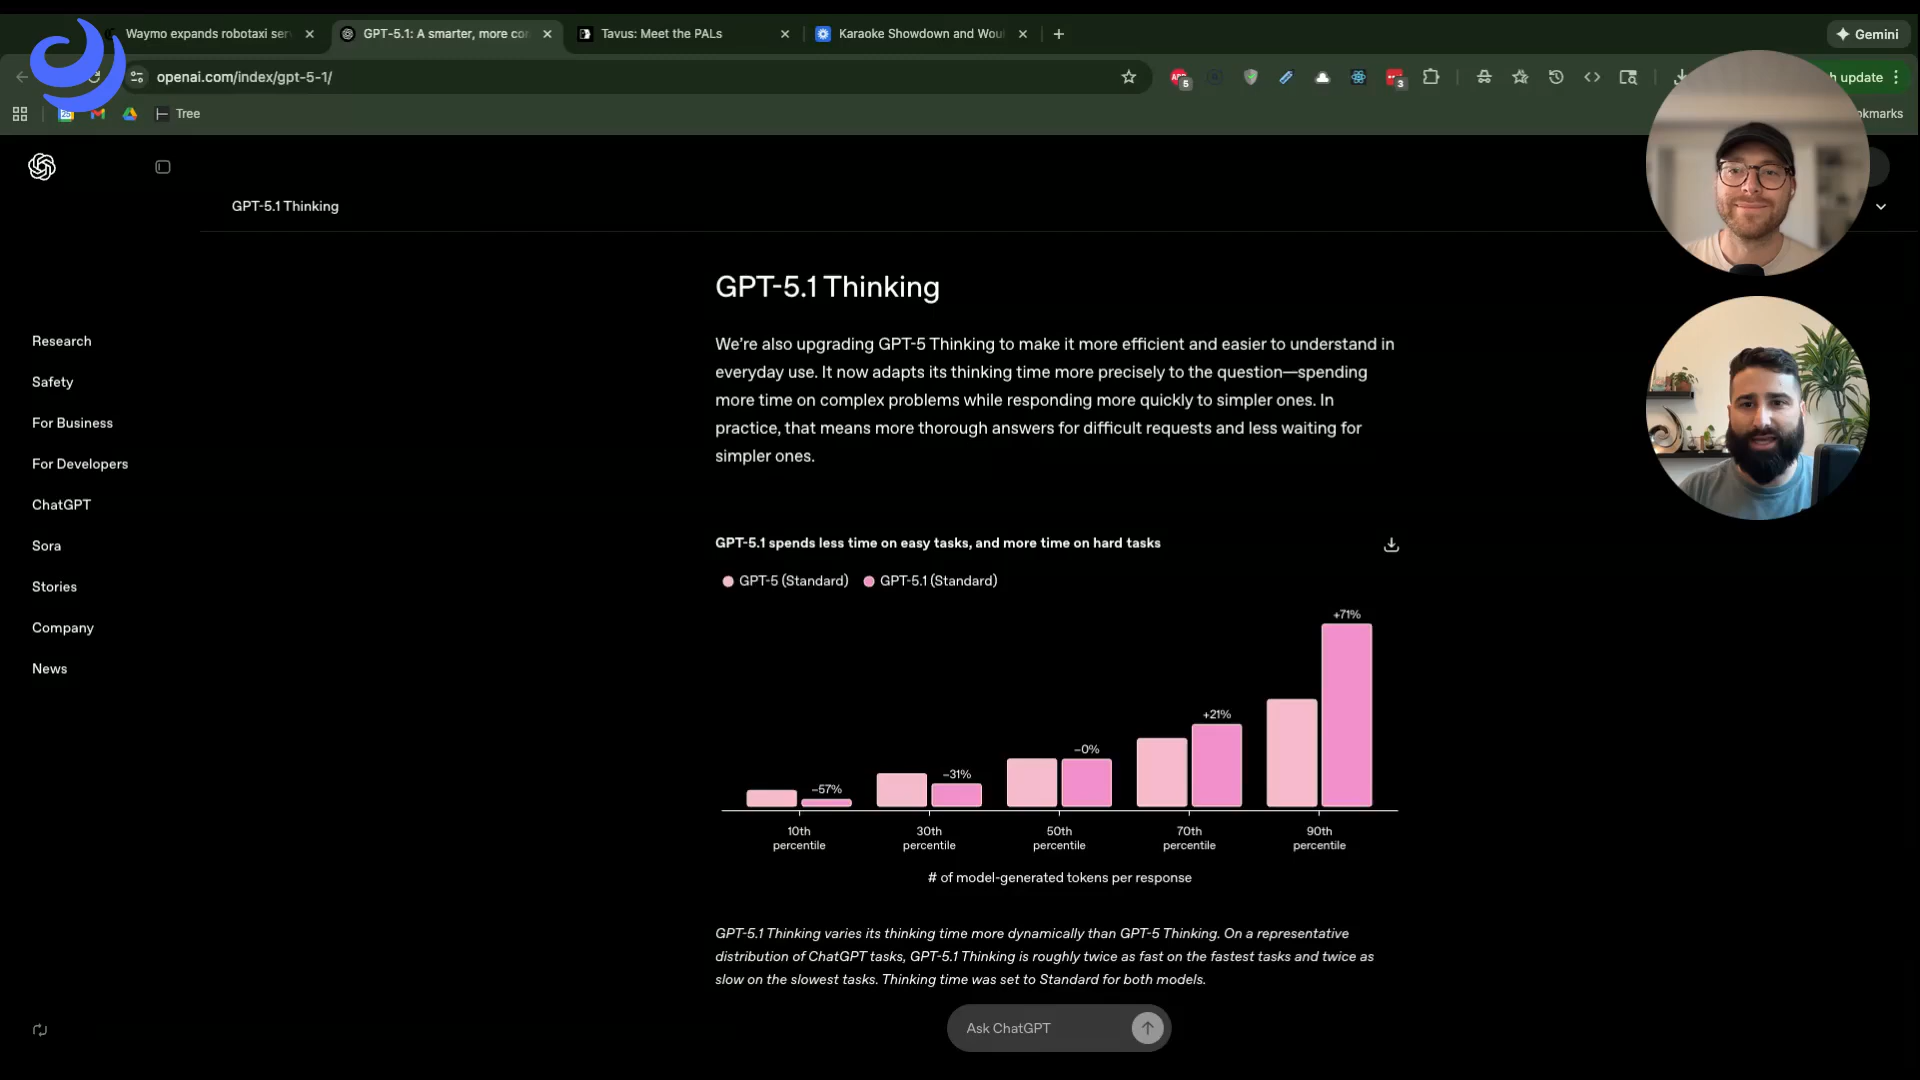 Waymo expands robotaxi ser
GPT-5.1: A smarter, more co
Tavus: Meet the PALs
Karaoke Showdown and Wou
Gemini
openai.com/index/gpt-5-1/
5
3
update
Tree
GPT-5.1 Thinking
Research
Safety
For Business
For Developers
ChatGPT
Sora
Stories
Company
News
GPT-5.1 Thinking
We’re also upgrading GPT-5 Thinking to make it more efficient and easier to understand in
everyday use. It now adapts its thinking time more precisely to the question—spending
more time on complex problems while responding more quickly to simpler ones. In
practice, that means more thorough answers for difficult requests and less waiting for
simpler ones.
GPT-5.1 spends less time on easy tasks, and more time on hard tasks
GPT-5 (Standard) GPT-5.1 (Standard)
–57%
–31%
–0%
+21%
+71%
10th percentile
30th percentile
50th percentile
70th percentile
90th percentile
# of model-generated tokens per response
GPT-5.1 Thinking varies its thinking time more dynamically than GPT-5 Thinking. On a representative
distribution of ChatGPT tasks, GPT-5.1 Thinking is roughly twice as fast on the fastest tasks and twice as
slow on the slowest tasks. Thinking time was set to Standard for both models.
Ask ChatGPT